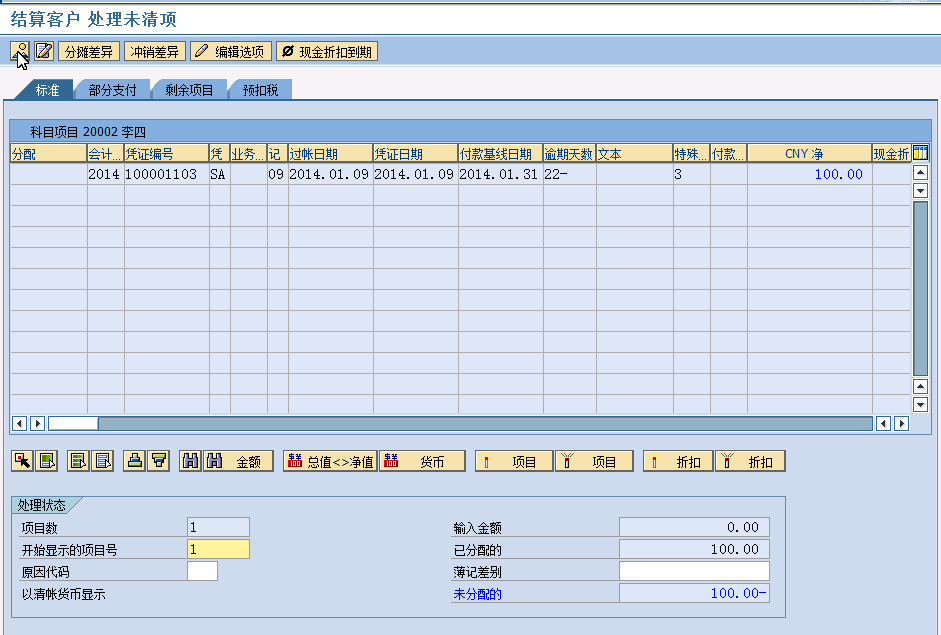 结算客户 处理未清项
分摊差异 冲销差异 编辑选项 现金折扣到期
标准 部分支付 剩余项目 预扣税
科目项目 20002 李四
分配 会计... 凭证编号 凭 业务... 记 过帐日期 凭证日期 付款基线日期 逾期天数 文本 特殊... 付款... CNY 净 现金折
2014 100001103 SA 09 2014.01.09 2014.01.09 2014.01.31 22- 3 100.00
金额 总值<>净值 货币 项目 项目 折扣 折扣
处理状态
项目数 1 输入金额 0.00
开始显示的项目号 1 已分配的 100.00
原因代码 薄记差别
以清帐货币显示 未分配的 100.00-